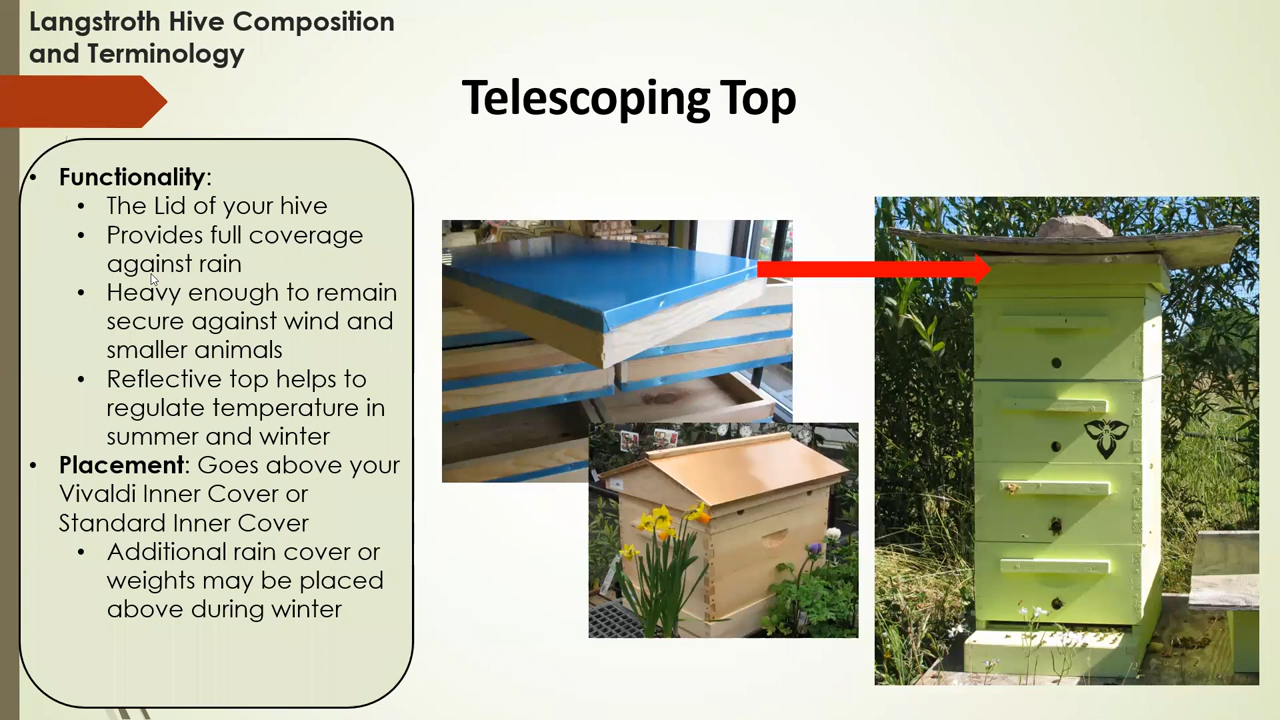 Langstroth Hive Composition
and Terminology
Telescoping Top
• Functionality:
• The Lid of your hive
• Provides full coverage
against rain
• Heavy enough to remain
secure against wind and
smaller animals
• Reflective top helps to
regulate temperature in
summer and winter
• Placement: Goes above your
Vivaldi Inner Cover or
Standard Inner Cover
• Additional rain cover or
weights may be placed
above during winter